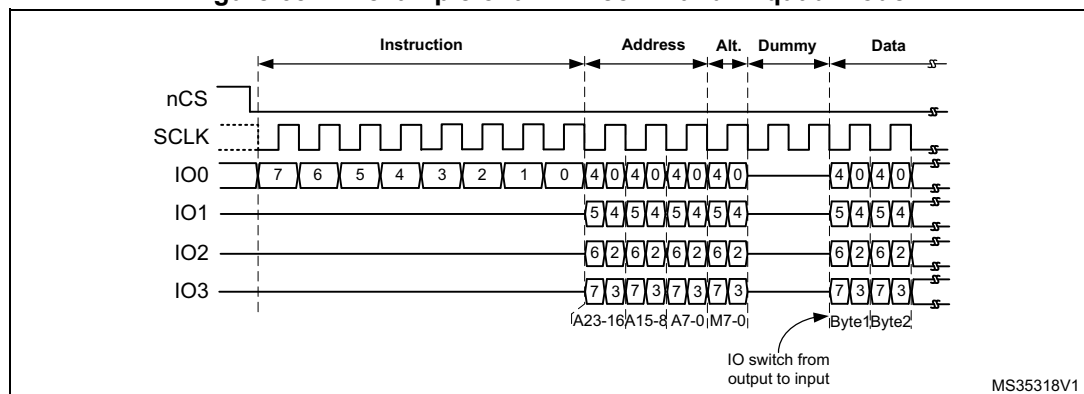 Instruction Address Alt. Dummy Data
nCS
SCLK
IO0 7 6 5 4 3 2 1 0 4 0 4 0 4 0 4 0 4 0 4 0
IO1 5 4 5 4 5 4 5 4 5 4 5 4
IO2 6 2 6 2 6 2 6 2 6 2 6 2
IO3 7 3 7 3 7 3 7 3 7 3 7 3
A23-16 A15-8 A7-0 M7-0 Byte1 Byte2
IO switch from
output to input
MS35318V1